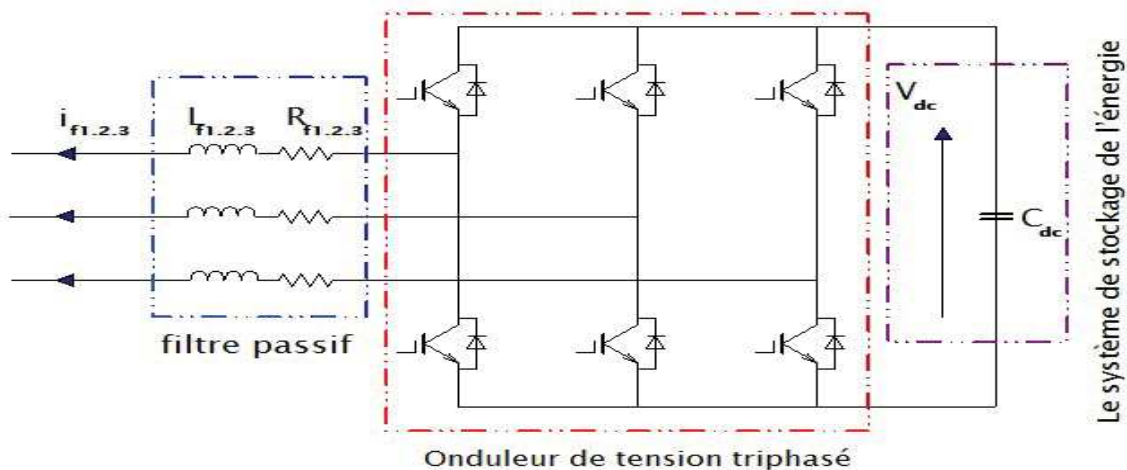 i f1.2.3
L f1.2.3
R f1.2.3
V dc
C dc
filtre passif
Onduleur de tension triphasé
Le système de stockage de l'énergie